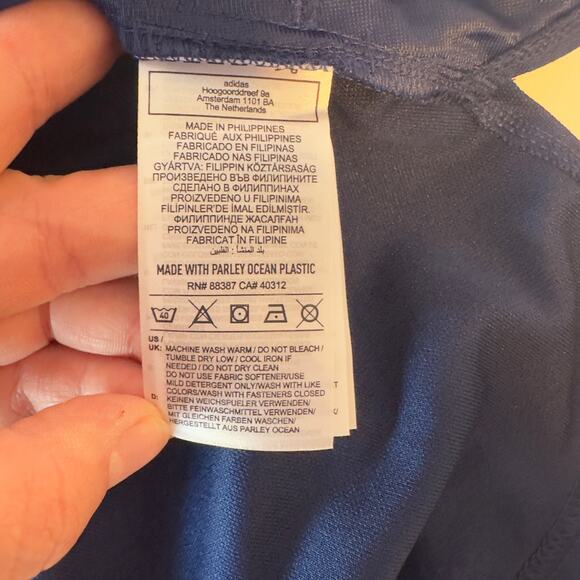 adidas
Hoogoorddreef 9a
Amsterdam 1101 BA
The Netherlands
MADE IN PHILIPPINES
FABRIQUÉ AUX PHILIPPINES
FABRICADO EN FILIPINAS
FABRICADO NAS FILIPINAS
GYÁRTVA: FILIPPIN KÖZTÁRSASÁG
ПРОИЗВЕДЕНО ВЪВ ФИЛИПИНИТЕ
СДЕЛАНО В ФИЛИППИНАХ
PROIZVEDENO U FILIPINIMA
FİLİPİNLER'DE İMAL EDİLMİŞTİR.
ФИЛИППИНДЕ ЖАСАЛҒАН
PROIZVEDENO NA FILIPINIMA
FABRICAT ÎN FILIPINE
بلد المنشأ : الفلبين
MADE WITH PARLEY OCEAN PLASTIC
RN# 88387 CA# 40312
40
US /
UK: MACHINE WASH WARM / DO NOT BLEACH /
TUMBLE DRY LOW / COOL IRON IF
NEEDED / DO NOT DRY CLEAN
DO NOT USE FABRIC SOFTENER/USE
MILD DETERGENT ONLY/WASH WITH LIKE
COLORS/WASH WITH FASTENERS CLOSED
D: KEINEN WEICHSPUELER VERWENDEN/
BITTE FEINWASCHMITTEL VERWENDEN/
MIT GLEICHEN FARBEN WASCHEN/
HERGESTELLT AUS PARLEY OCEAN